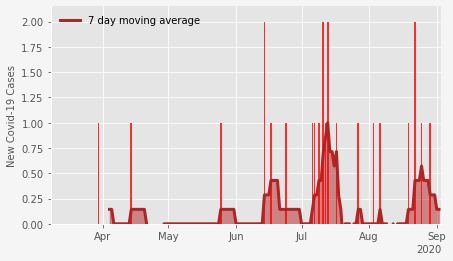 7 day moving average
New Covid-19 Cases
2.00
1.75
1.50
1.25
1.00
0.75
0.50
0.25
0.00
Apr
May
Jun
Jul
Aug
Sep
2020